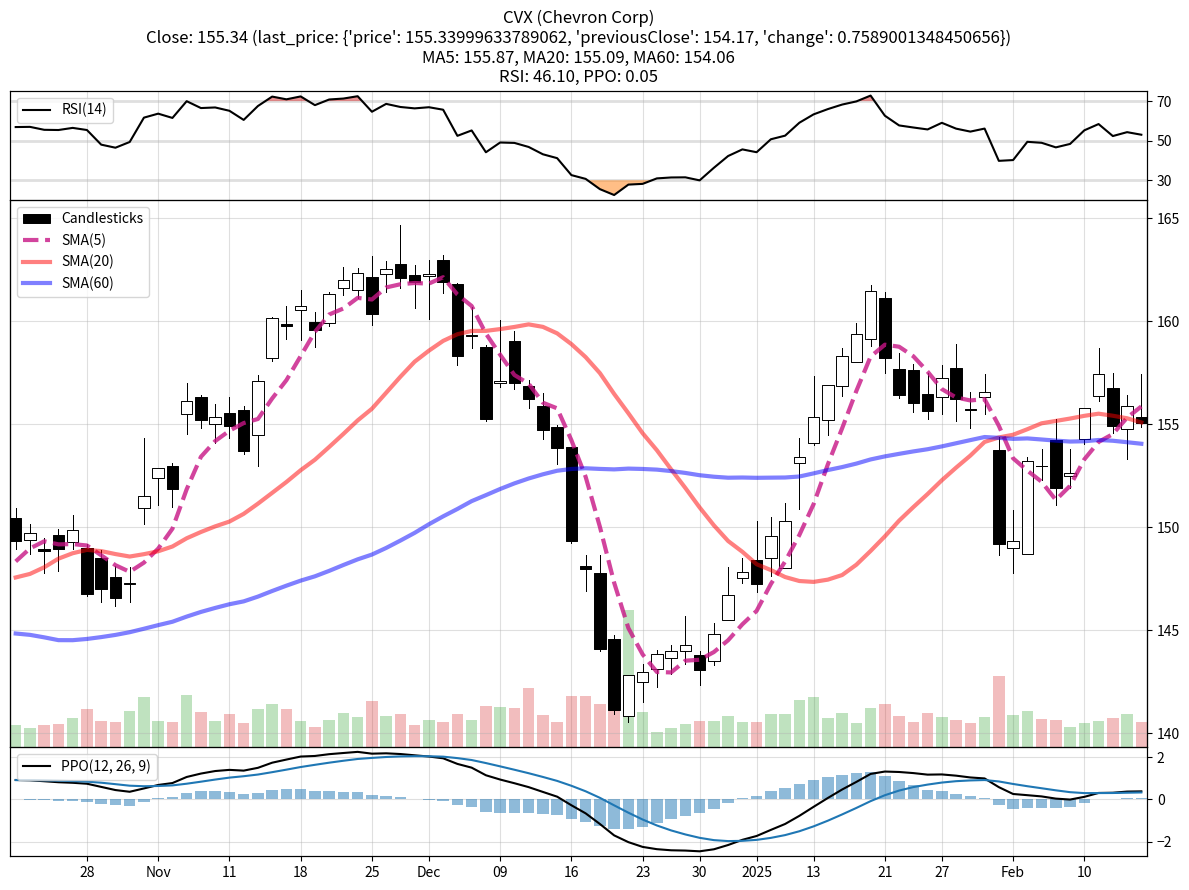 CVX (Chevron Corp)
Close: 155.34 (last_price: {'price': 155.33999633789062, 'previousClose': 154.17, 'change': 0.7589001348450656})
MA5: 155.87, MA20: 155.09, MA60: 154.06
RSI: 46.10, PPO: 0.05
RSI(14)
70
50
30
Candlesticks
SMA(5)
SMA(20)
SMA(60)
165
160
155
150
145
140
PPO(12, 26, 9)
2
0
−2
28 Nov 11 18 25 Dec 09 16 23 30 2025 13 21 27 Feb 10